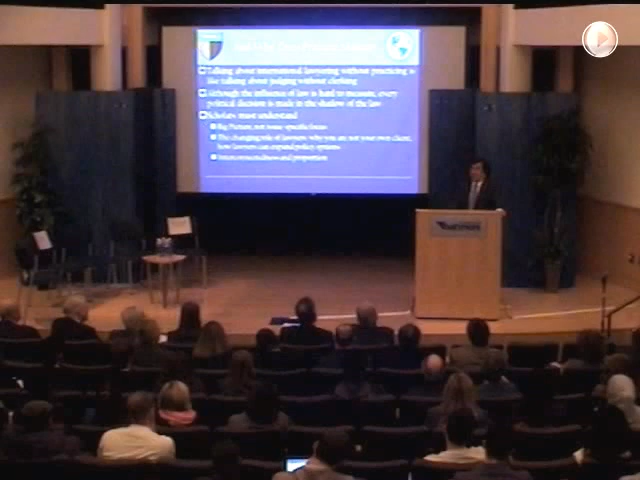 Talking about international lawyering without practicing is
like talking about judging without clerking
Although the influence of law is hard to measure, every
political decision is made in the shadow of the law
Scholars must understand
Big Picture, not issue-specific focus
The changing role of lawyers: why you are not your own client,
how lawyers can expand policy options
Interconnectedness and proportion